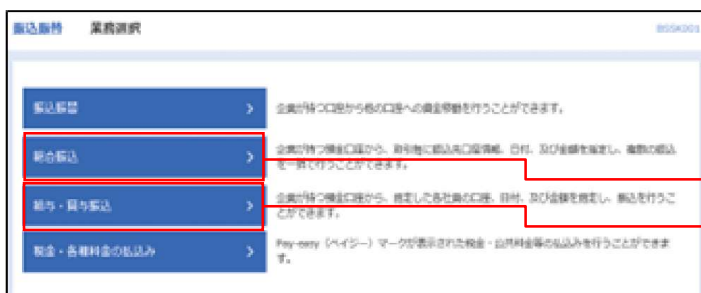 振込振替 業務選択 BSSK001
振込振替
企業が持つ口座から他の口座への資金移動を行うことができます。
総合振込
企業が持つ預金口座から、取引毎に振込先口座情報、日付、及び金額を指定し、複数の振込
を一括で行うことができます。
給与・賞与振込
企業が持つ預金口座から、指定した各社員の口座、日付、及び金額を指定し、振込を行うこ
とができます。
税金・各種料金の払込み
Pay-easy（ペイジー）マークが表示された税金・公共料金等の払込みを行うことができま
す。